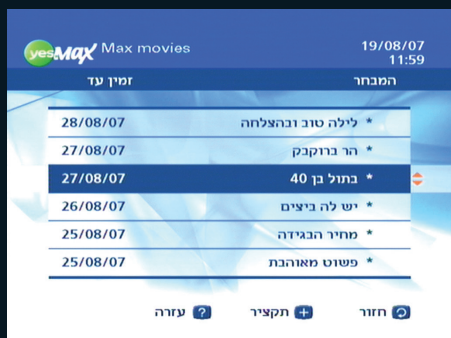 yesMax Max movies 19/08/07
11:59
המבחר זמין עד
* לילה טוב ובהצלחה 28/08/07
* הר ברוקבק 27/08/07
* בתול בן 40 27/08/07
* יש לה ביצים 26/08/07
* מחיר הבגידה 25/08/07
* פשוט מאוהבת 25/08/07
חזור + תקציר ? עזרה